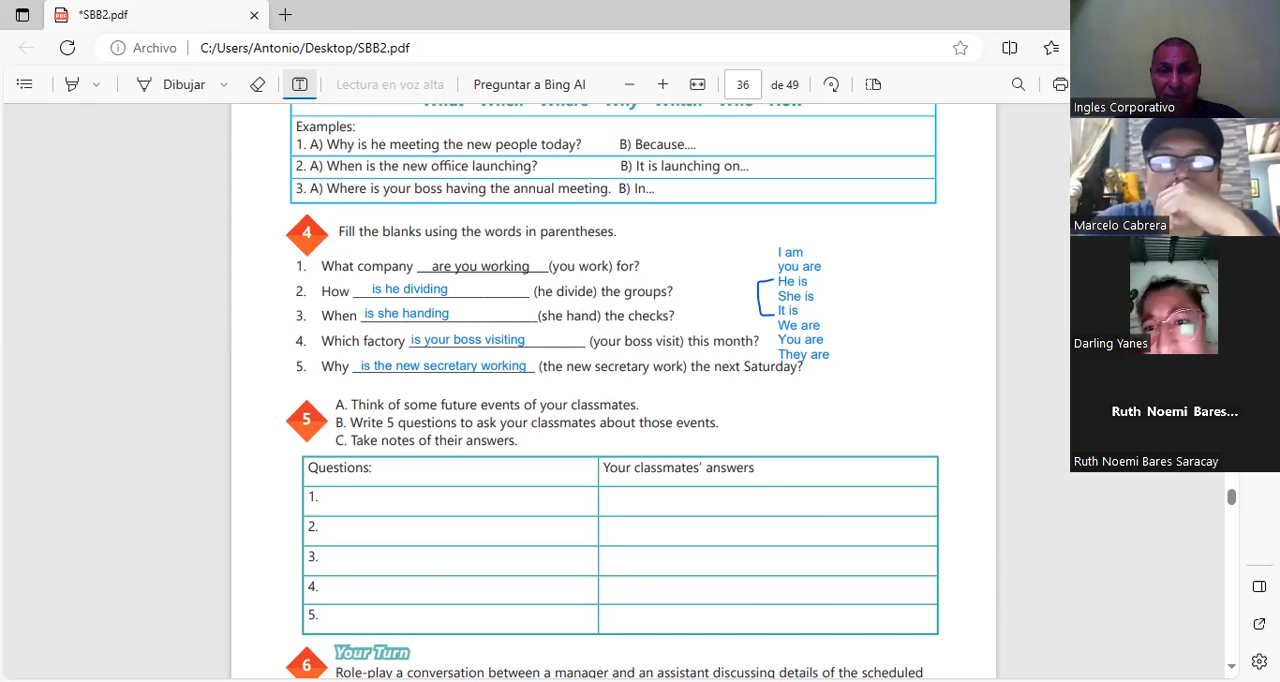 *SBB2.pdf
Archivo C:/Users/Antonio/Desktop/SBB2.pdf
Dibujar Lectura en voz alta Preguntar a Bing AI 36 de 49
What When Where Why Which Who How
Examples:
1. A) Why is he meeting the new people today? B) Because....
2. A) When is the new office launching? B) It is launching on...
3. A) Where is your boss having the annual meeting. B) In...
4 Fill the blanks using the words in parentheses.
1. What company __are you working__(you work) for?
2. How is he dividing (he divide) the groups?
3. When is she handing (she hand) the checks?
4. Which factory is your boss visiting (your boss visit) this month?
5. Why is the new secretary working (the new secretary work) the next Saturday?
I am
you are
He is
She is
It is
We are
You are
They are
5 A. Think of some future events of your classmates.
B. Write 5 questions to ask your classmates about those events.
C. Take notes of their answers.
Questions: Your classmates' answers
1.
2.
3.
4.
5.
6 Your Turn
Role-play a conversation between a manager and an assistant discussing details of the scheduled
Ingles Corporativo
Marcelo Cabrera
Darling Yanes
Ruth Noemi Bares...
Ruth Noemi Bares Saracay